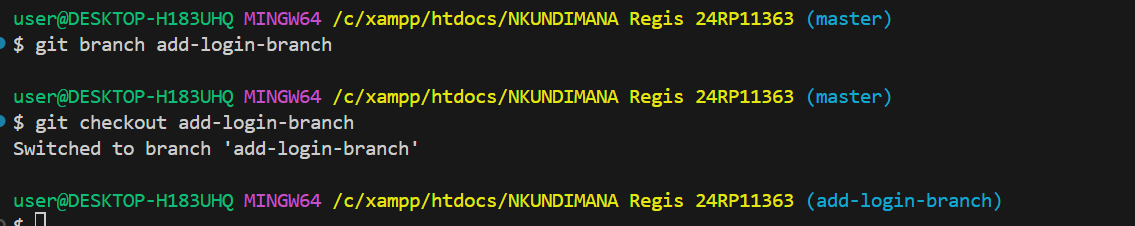 user@DESKTOP-H183UHQ MINGW64 /c/xampp/htdocs/NKUNDIMANA Regis 24RP11363 (master)
$ git branch add-login-branch
user@DESKTOP-H183UHQ MINGW64 /c/xampp/htdocs/NKUNDIMANA Regis 24RP11363 (master)
$ git checkout add-login-branch
Switched to branch 'add-login-branch'
user@DESKTOP-H183UHQ MINGW64 /c/xampp/htdocs/NKUNDIMANA Regis 24RP11363 (add-login-branch)
$